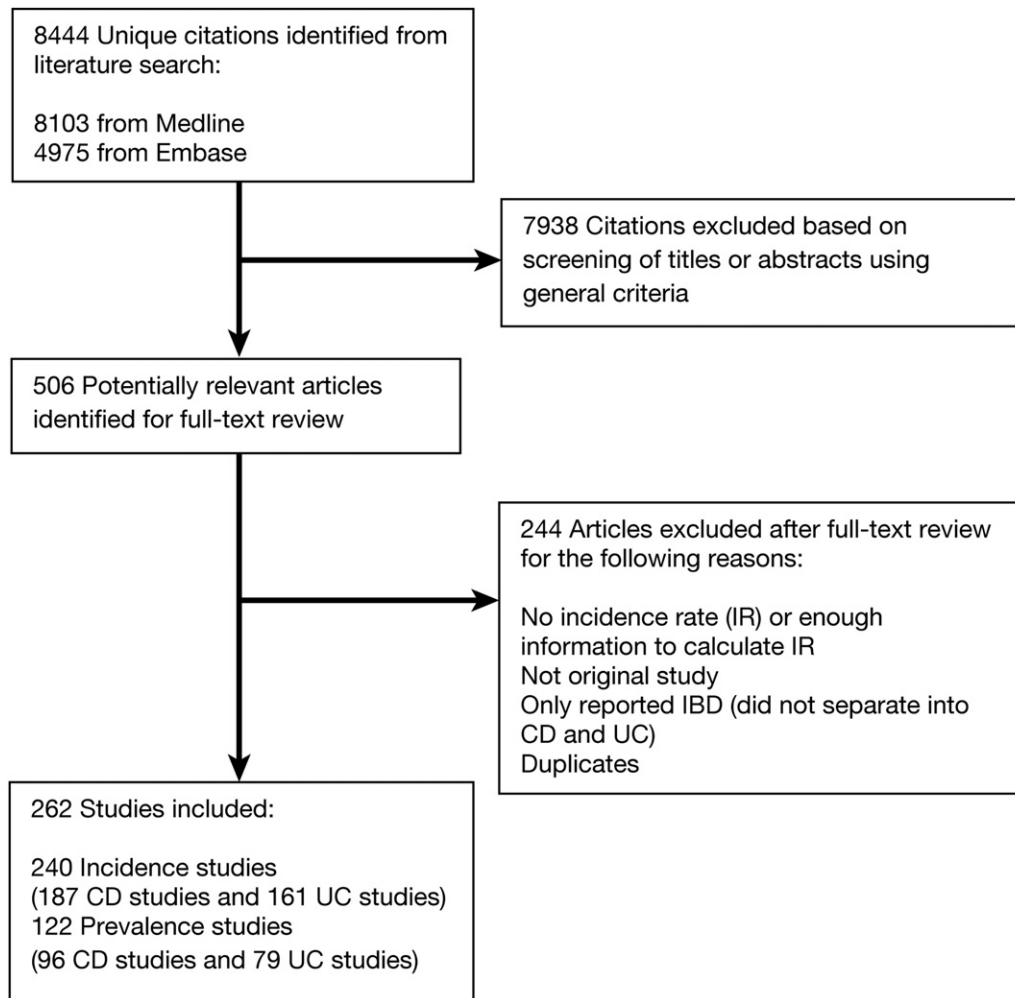 8444 Unique citations identified from
literature search:
8103 from Medline
4975 from Embase
7938 Citations excluded based on
screening of titles or abstracts using
general criteria
506 Potentially relevant articles
identified for full-text review
244 Articles excluded after full-text review
for the following reasons:
No incidence rate (IR) or enough
information to calculate IR
Not original study
Only reported IBD (did not separate into
CD and UC)
Duplicates
262 Studies included:
240 Incidence studies
(187 CD studies and 161 UC studies)
122 Prevalence studies
(96 CD studies and 79 UC studies)